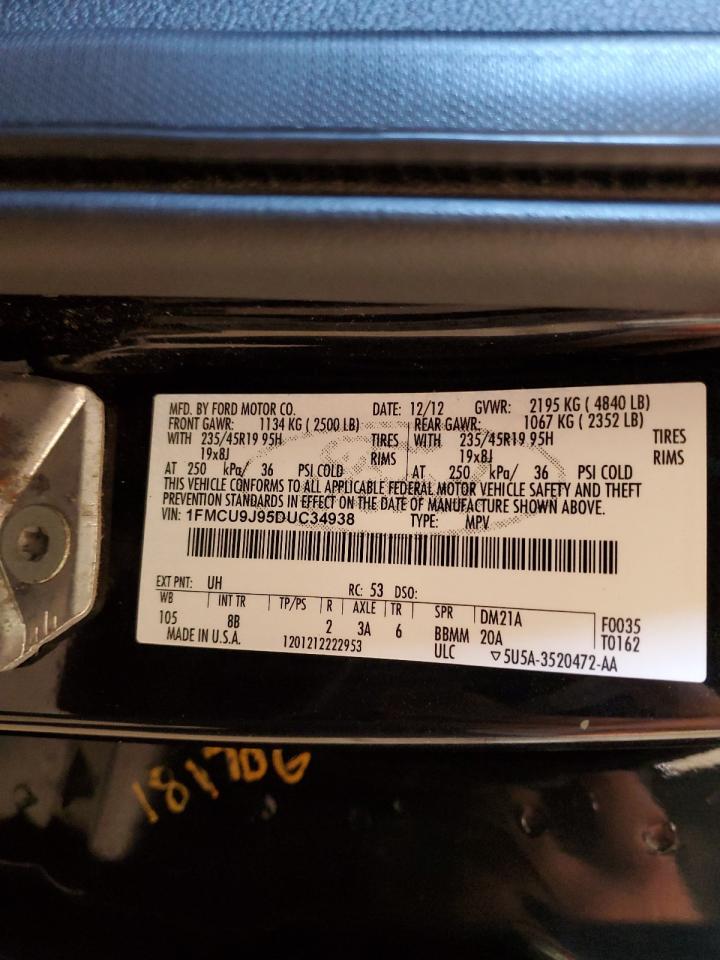 MFD. BY FORD MOTOR CO. DATE: 12/12 GVWR: 2195 KG ( 4840 LB)
FRONT GAWR: 1134 KG ( 2500 LB) REAR GAWR: 1067 KG ( 2352 LB)
WITH 235/45R19 95H TIRES WITH 235/45R19 95H TIRES
19x8J RIMS 19x8J RIMS
AT 250 kPa/ 36 PSI COLD AT 250 kPa/ 36 PSI COLD
THIS VEHICLE CONFORMS TO ALL APPLICABLE FEDERAL MOTOR VEHICLE SAFETY AND THEFT
PREVENTION STANDARDS IN EFFECT ON THE DATE OF MANUFACTURE SHOWN ABOVE.
VIN: 1FMCU9J95DUC34938 TYPE: MPV
EXT PNT: UH RC: 53 DSO:
WB INT TR TP/PS R AXLE TR SPR DM21A F0035
105 8B 2 3A 6 BBMM 20A T0162
MADE IN U.S.A. 1201212222953 ULC ▽5U5A-3520472-AA
181706